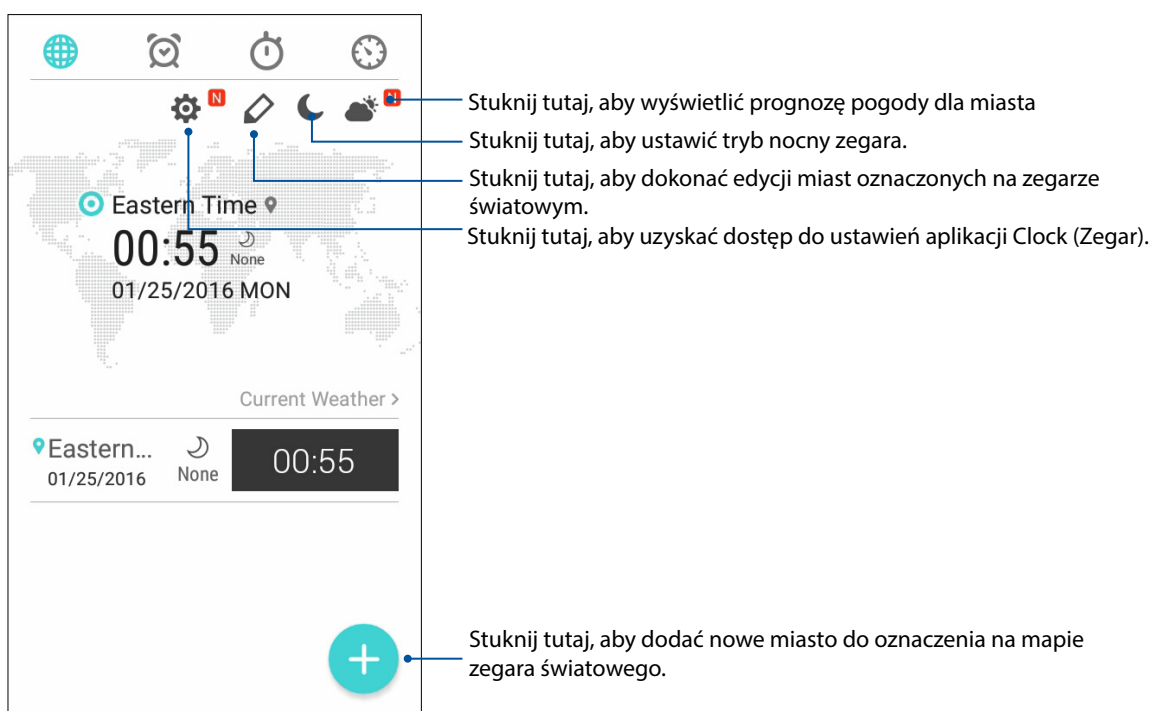 N
N
Stuknij tutaj, aby wyświetlić prognozę pogody dla miasta
Stuknij tutaj, aby ustawić tryb nocny zegara.
Stuknij tutaj, aby dokonać edycji miast oznaczonych na zegarze
światowym.
Stuknij tutaj, aby uzyskać dostęp do ustawień aplikacji Clock (Zegar).
Eastern Time
00:55
None
01/25/2016 MON
Current Weather >
Eastern...
01/25/2016
None
00:55
Stuknij tutaj, aby dodać nowe miasto do oznaczenia na mapie
zegara światowego.